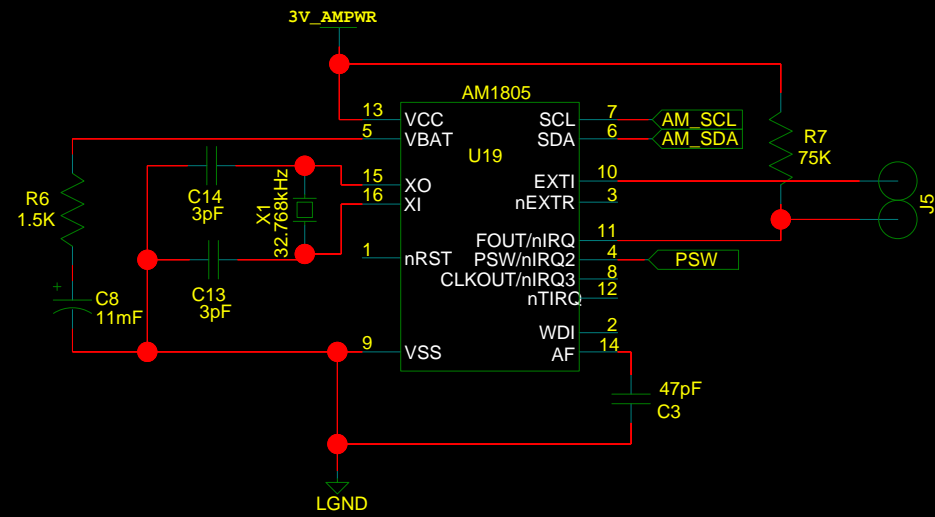 3V_AMPWR
AM1805
U19
13 VCC
5 VBAT
15 XO
16 XI
1 nRST
9 VSS
SCL 7 AM_SCL
SDA 6 AM_SDA
EXTI 10
nEXTR 3
FOUT/nIRQ 11
PSW/nIRQ2 4 PSW
CLKOUT/nIRQ3 8
nTIRQ 12
WDI 2
AF 14
R6
1.5K
C14
3pF
X1
32.768kHz
C13
3pF
+
C8
11mF
R7
75K
J5
47pF
C3
LGND